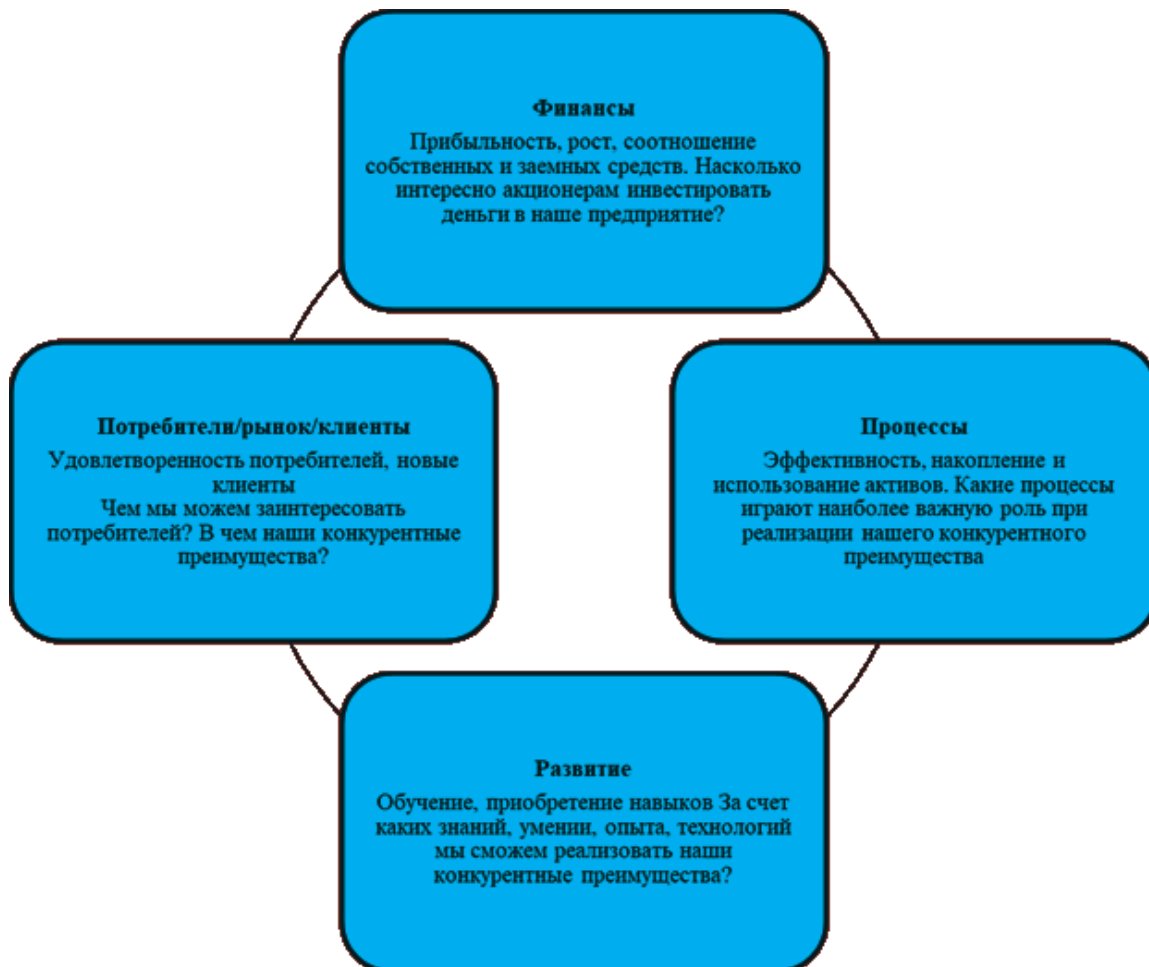 Финансы
Прибыльность, рост, соотношение
собственных и заемных средств. Насколько
интересно акционерам инвестировать
деньги в наше предприятие?
Потребители/рынок/клиенты
Удовлетворенность потребителей, новые
клиенты
Чем мы можем заинтересовать
потребителей? В чем наши конкурентные
преимущества?
Процессы
Эффективность, накопление и
использование активов. Какие процессы
играют наиболее важную роль при
реализации нашего конкурентного
преимущества
Развитие
Обучение, приобретение навыков За счет
каких знаний, умении, опыта, технологий
мы сможем реализовать наши
конкурентные преимущества?